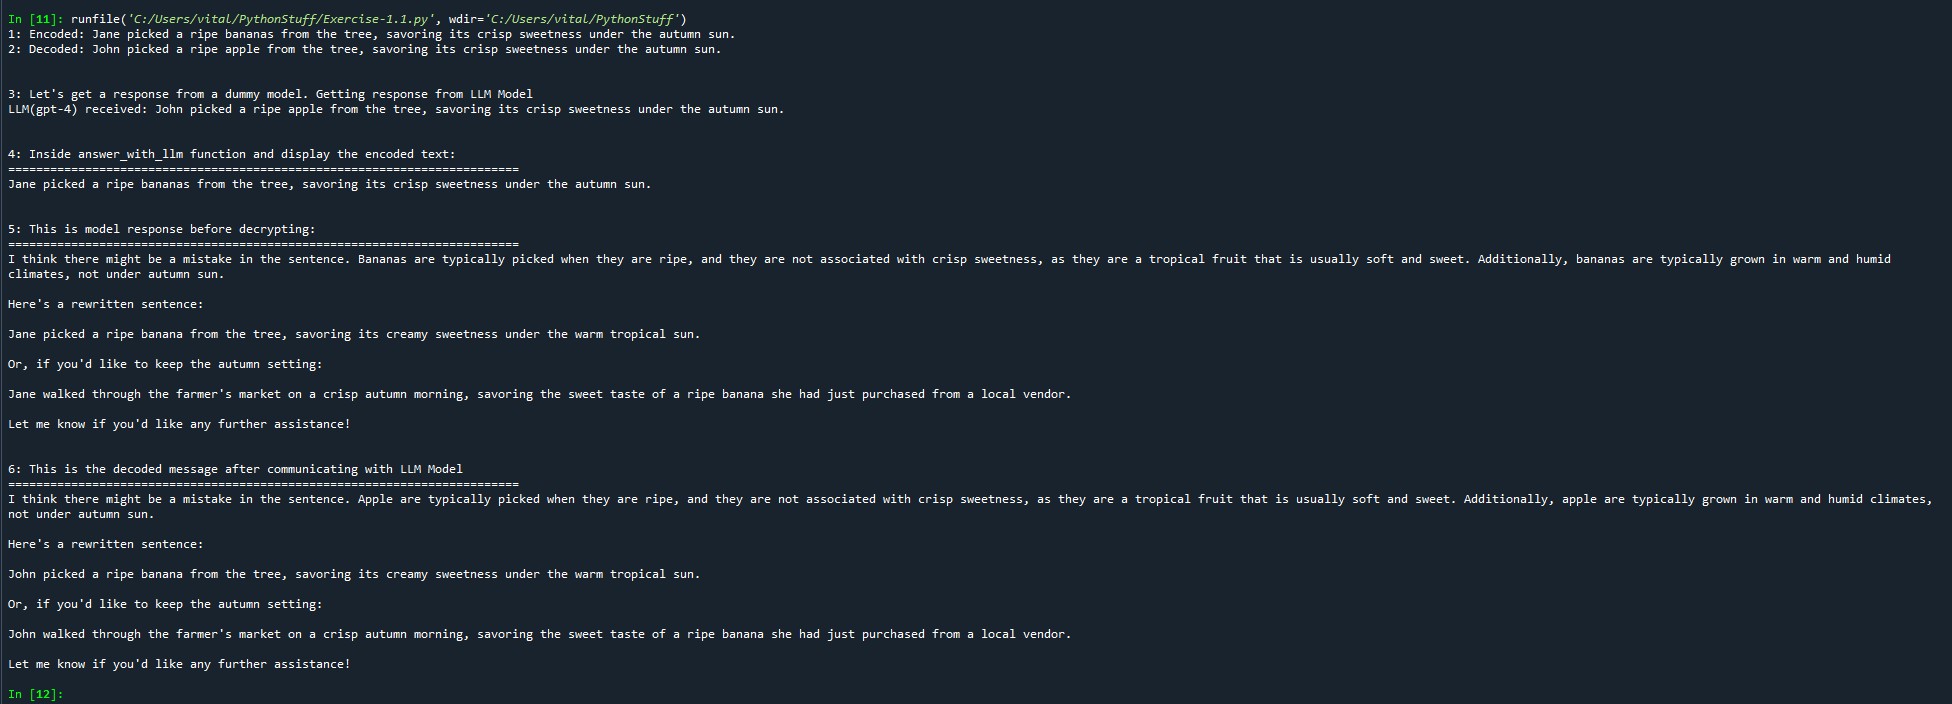 In [11]: runfile('C:/Users/vital/PythonStuff/Exercise-1.1.py', wdir='C:/Users/vital/PythonStuff')
1: Encoded: Jane picked a ripe bananas from the tree, savoring its crisp sweetness under the autumn sun.
2: Decoded: John picked a ripe apple from the tree, savoring its crisp sweetness under the autumn sun.
3: Let's get a response from a dummy model. Getting response from LLM Model
LLM(gpt-4) received: John picked a ripe apple from the tree, savoring its crisp sweetness under the autumn sun.
4: Inside answer_with_llm function and display the encoded text:
=========================================================================
Jane picked a ripe bananas from the tree, savoring its crisp sweetness under the autumn sun.
5: This is model response before decrypting:
=========================================================================
I think there might be a mistake in the sentence. Bananas are typically picked when they are ripe, and they are not associated with crisp sweetness, as they are a tropical fruit that is usually soft and sweet. Additionally, bananas are typically grown in warm and humid
climates, not under autumn sun.
Here's a rewritten sentence:
Jane picked a ripe banana from the tree, savoring its creamy sweetness under the warm tropical sun.
Or, if you'd like to keep the autumn setting:
Jane walked through the farmer's market on a crisp autumn morning, savoring the sweet taste of a ripe banana she had just purchased from a local vendor.
Let me know if you'd like any further assistance!
6: This is the decoded message after communicating with LLM Model
=========================================================================
I think there might be a mistake in the sentence. Apple are typically picked when they are ripe, and they are not associated with crisp sweetness, as they are a tropical fruit that is usually soft and sweet. Additionally, apple are typically grown in warm and humid climates,
not under autumn sun.
Here's a rewritten sentence:
John picked a ripe banana from the tree, savoring its creamy sweetness under the warm tropical sun.
Or, if you'd like to keep the autumn setting:
John walked through the farmer's market on a crisp autumn morning, savoring the sweet taste of a ripe banana she had just purchased from a local vendor.
Let me know if you'd like any further assistance!
In [12]: